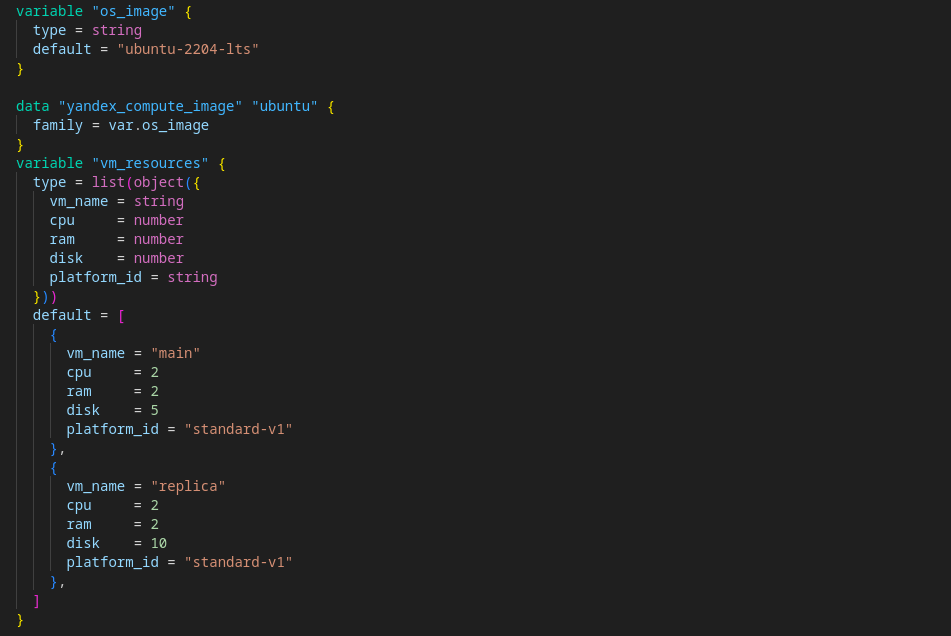 variable "os_image" {
  type = string
  default = "ubuntu-2204-lts"
}

data "yandex_compute_image" "ubuntu" {
  family = var.os_image
}
variable "vm_resources" {
  type = list(object({
    vm_name = string
    cpu     = number
    ram     = number
    disk    = number
    platform_id = string
  }))
  default = [
    {
      vm_name = "main"
      cpu     = 2
      ram     = 2
      disk    = 5
      platform_id = "standard-v1"
    },
    {
      vm_name = "replica"
      cpu     = 2
      ram     = 2
      disk    = 10
      platform_id = "standard-v1"
    },
  ]
}